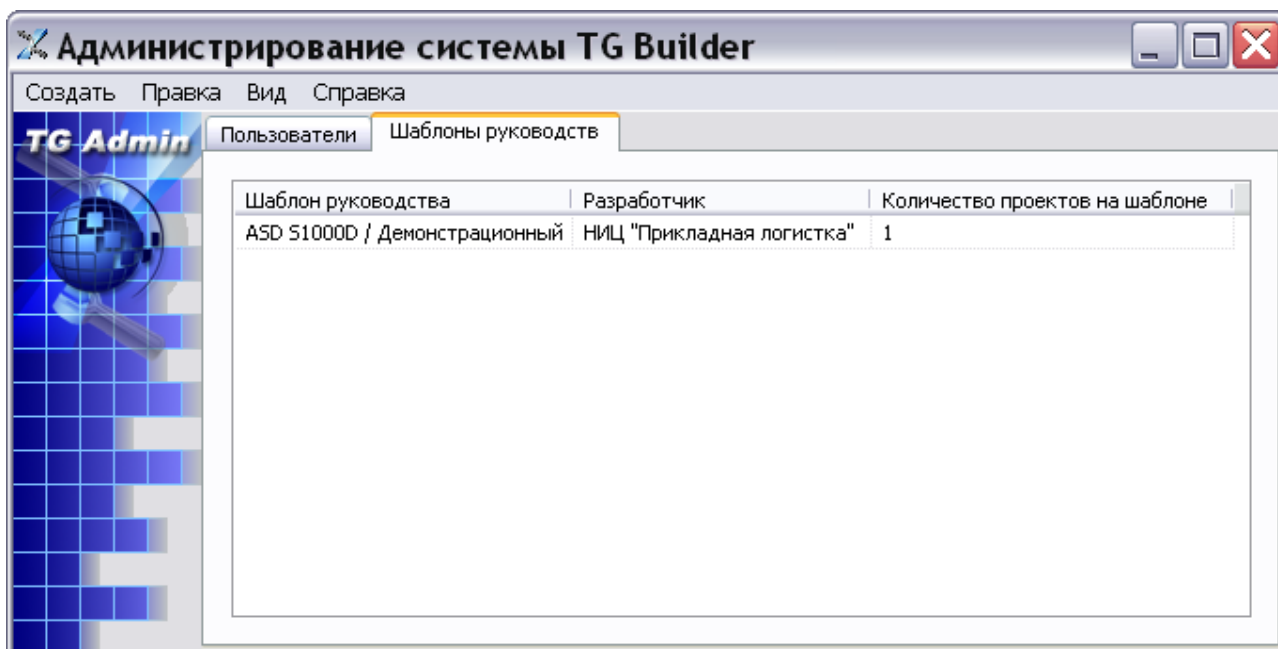 Администрирование системы TG Builder
Создать Правка Вид Справка
TG Admin
Пользователи Шаблоны руководств
Шаблон руководства Разработчик Количество проектов на шаблоне
ASD S1000D / Демонстрационный НИЦ "Прикладная логистка" 1